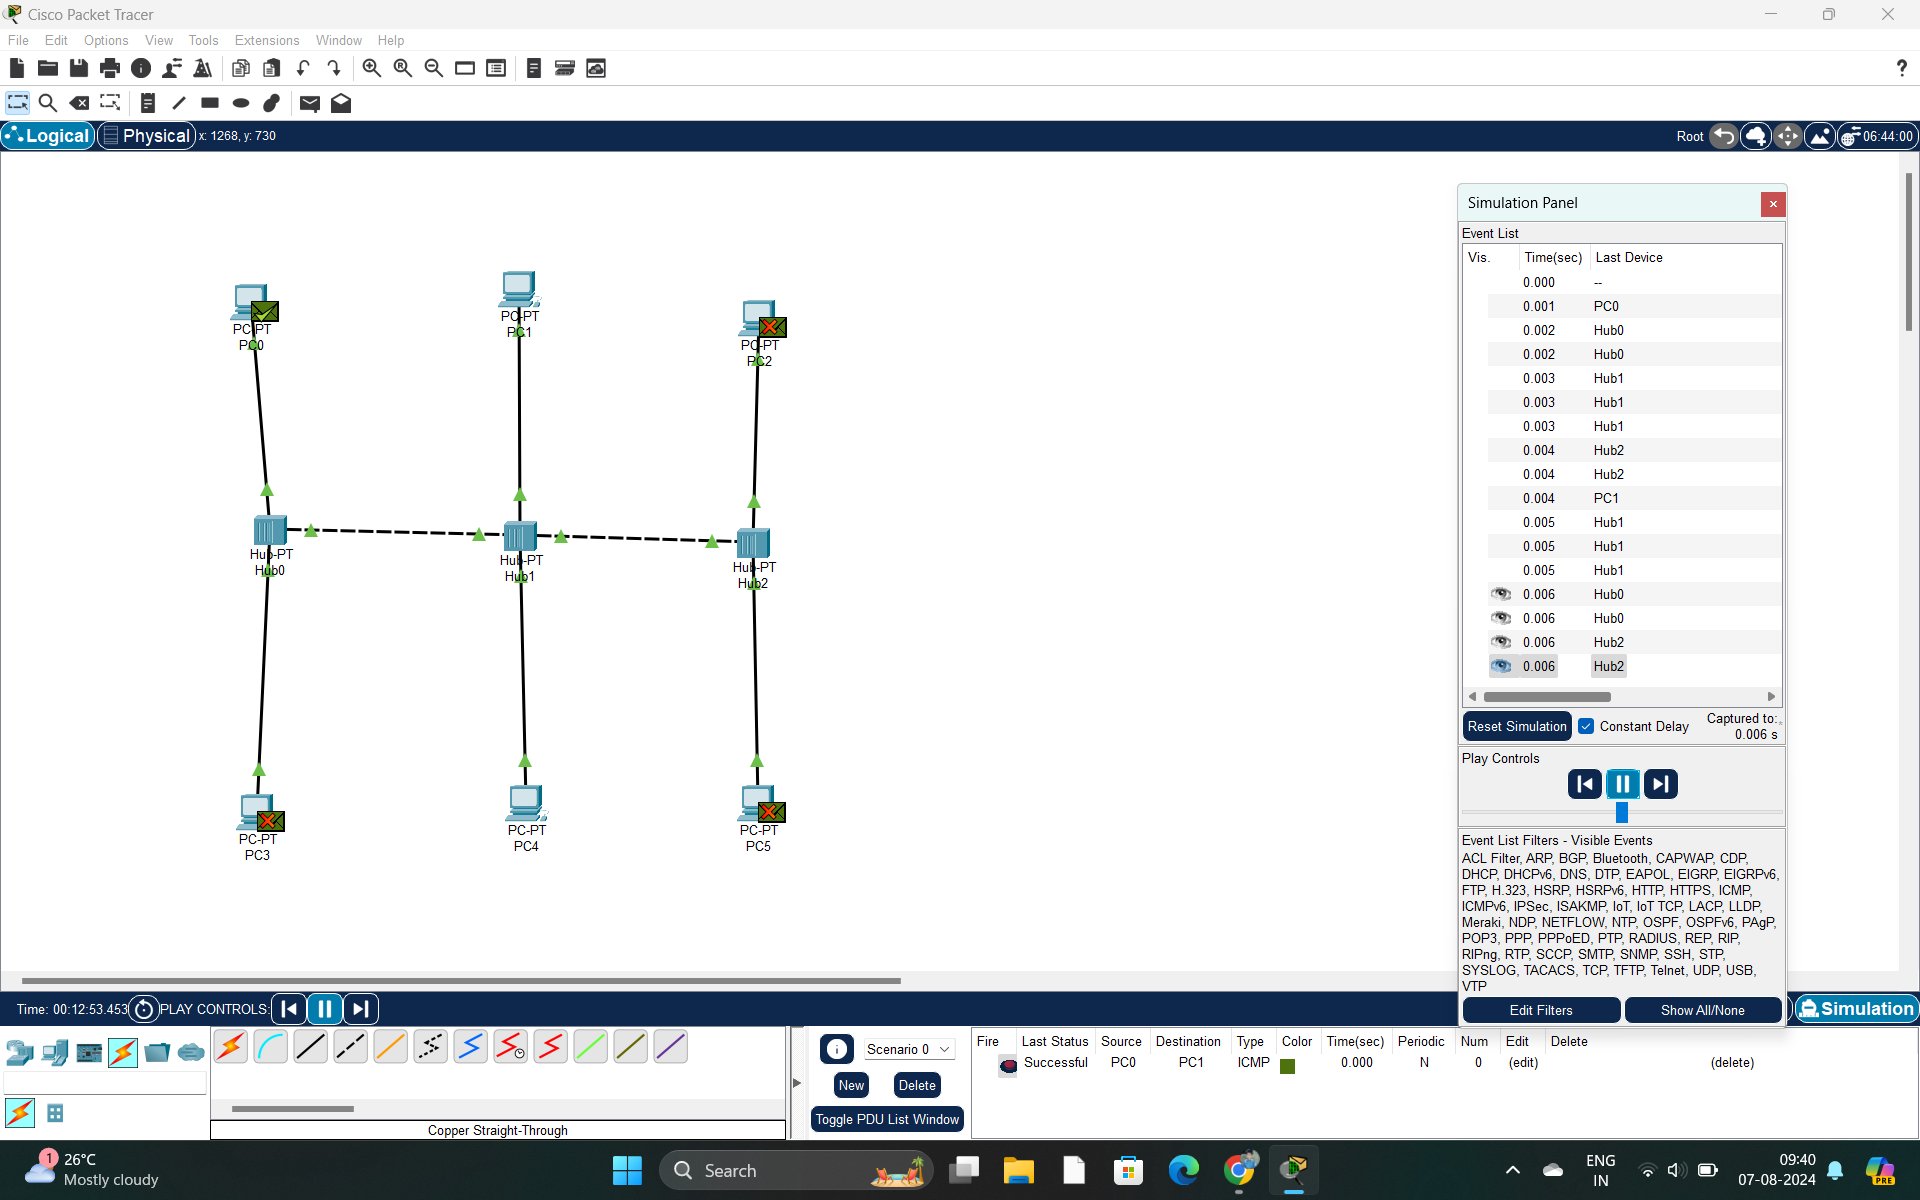 Cisco Packet Tracer
File Edit Options View Tools Extensions Window Help
?
Logical Physical x: 1268, y: 730
Root 06:44:00
PC-PT
PC0
PC-PT
PC1
PC-PT
PC2
Hub-PT
Hub0
Hub-PT
Hub1
Hub-PT
Hub2
PC-PT
PC3
PC-PT
PC4
PC-PT
PC5
Simulation Panel
Event List
Vis. Time(sec) Last Device
0.000 --
0.001 PC0
0.002 Hub0
0.002 Hub0
0.003 Hub1
0.003 Hub1
0.003 Hub1
0.004 Hub2
0.004 Hub2
0.004 PC1
0.005 Hub1
0.005 Hub1
0.005 Hub1
0.006 Hub0
0.006 Hub0
0.006 Hub2
0.006 Hub2
Reset Simulation Constant Delay Captured to:*
0.006 s
Play Controls
Event List Filters - Visible Events
ACL Filter, ARP, BGP, Bluetooth, CAPWAP, CDP,
DHCP, DHCPv6, DNS, DTP, EAPOL, EIGRP, EIGRPv6,
FTP, H.323, HSRP, HSRPv6, HTTP, HTTPS, ICMP,
ICMPv6, IPSec, ISAKMP, IoT, IoT TCP, LACP, LLDP,
Meraki, NDP, NETFLOW, NTP, OSPF, OSPFv6, PAgP,
POP3, PPP, PPPoED, PTP, RADIUS, REP, RIP,
RIPng, RTP, SCCP, SMTP, SNMP, SSH, STP,
SYSLOG, TACACS, TCP, TFTP, Telnet, UDP, USB,
VTP
Edit Filters Show All/None
Time: 00:12:53.453 PLAY CONTROLS: Simulation
Scenario 0
New Delete
Toggle PDU List Window
Fire Last Status Source Destination Type Color Time(sec) Periodic Num Edit Delete
Successful PC0 PC1 ICMP 0.000 N 0 (edit) (delete)
Copper Straight-Through
1
26°C
Mostly cloudy
Search
ENG
IN
09:40
07-08-2024
PRE